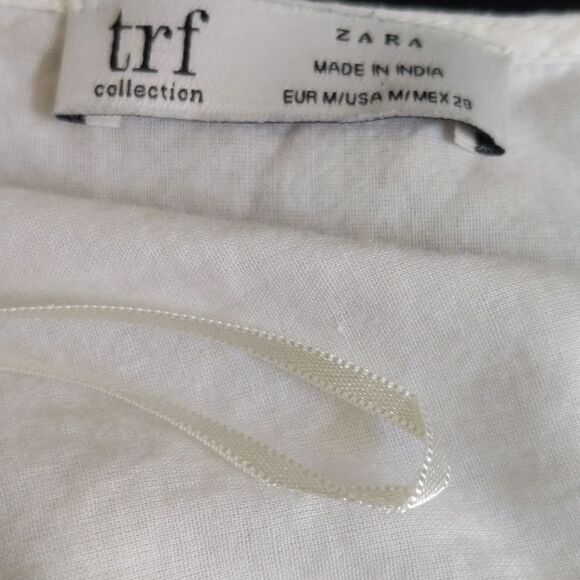 trf
collection
ZARA
MADE IN INDIA
EUR M/USA M/MEX 28